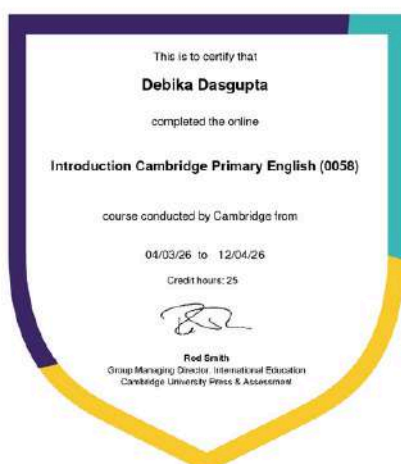 This is to certify that
Debika Dasgupta
completed the online
Introduction Cambridge Primary English (0058)
course conducted by Cambridge from
04/03/26 to 12/04/26
Credit hours: 25
Rod Smith
Group Managing Director, International Education
Cambridge University Press & Assessment